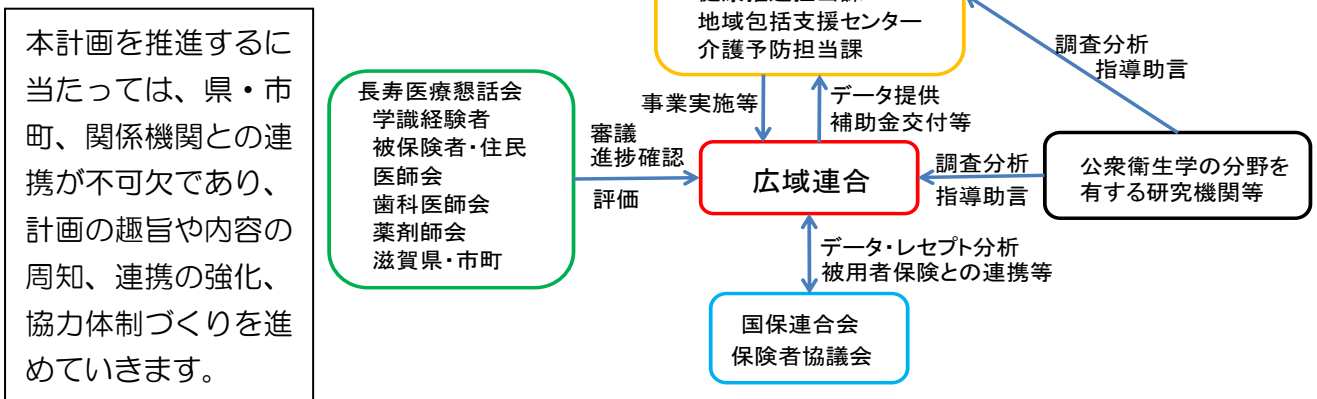 本計画を推進するに
当たっては、県・市
町、関係機関との連
携が不可欠であり、
計画の趣旨や内容の
周知、連携の強化、
協力体制づくりを進
めていきます。
長寿医療懇話会
学識経験者
被保険者・住民
医師会
歯科医師会
薬剤師会
滋賀県・市町
審議
進捗確認
評価
健康推進担当課
地域包括支援センター
介護予防担当課
事業実施等
データ提供
補助金交付等
広域連合
調査分析
指導助言
調査分析
指導助言
公衆衛生学の分野を
有する研究機関等
データ・レセプト分析
被用者保険との連携等
国保連合会
保険者協議会